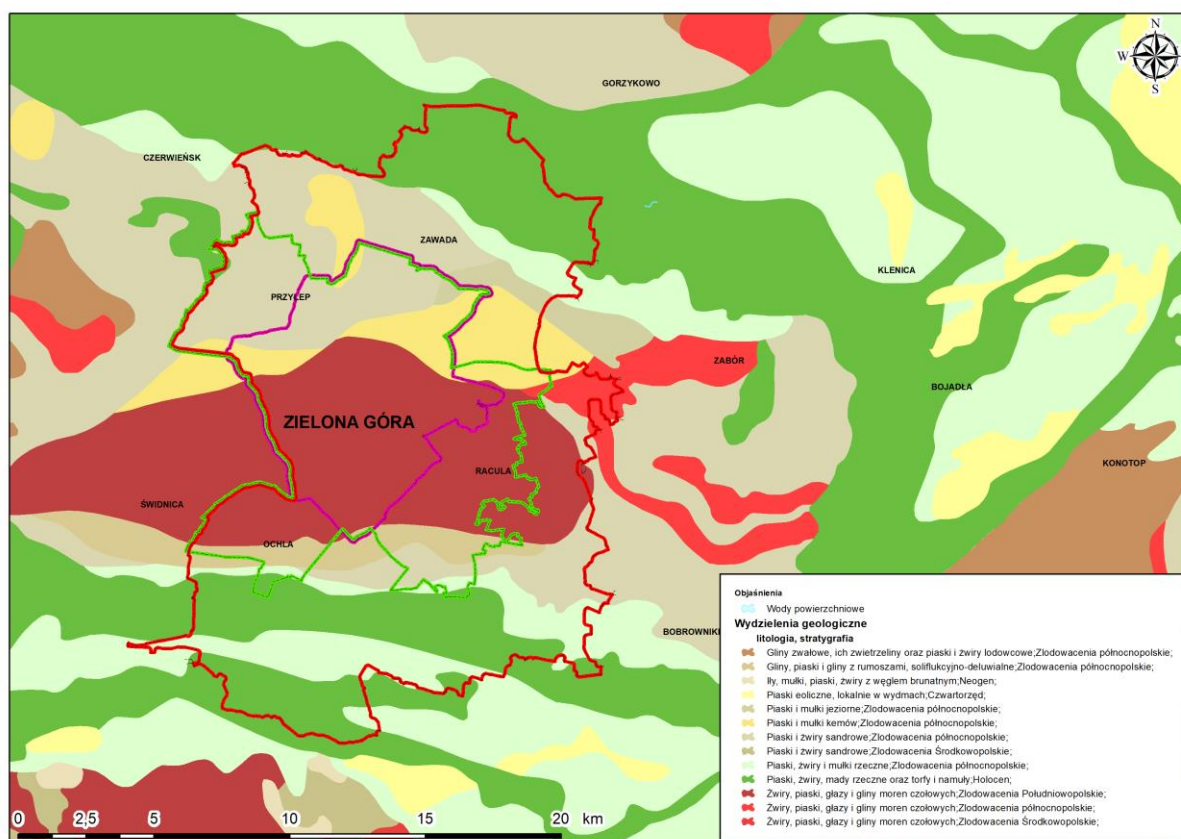 N
W
E
S
GORZYKOWO
CZERWIEŃSK
ZAWADA
KLENICA
PRZYLEP
ZABÓR
BOJADŁA
ZIELONA GÓRA
KONOTOP
RACULA
ŚWIDNICA
OCHLA
BOBROWNIKI
Objaśnienia
Wody powierzchniowe
Wydzielenia geologiczne
litologia, stratygrafia
Gliny zwałowe, ich zwietrzeliny oraz piaski i żwiry lodowcowe;Zlodowacenia północnopolskie;
Gliny, piaski i gliny z rumoszami, soliflukcyjno-deluwialne;Zlodowacenia północnopolskie;
Iły, mułki, piaski, żwiry z węglem brunatnym;Neogen;
Piaski eoliczne, lokalnie w wydmach;Czwartorzęd;
Piaski i mułki jeziorne;Zlodowacenia północnopolskie;
Piaski i mułki kemów;Zlodowacenia północnopolskie;
Piaski i żwiry sandrowe;Zlodowacenia północnopolskie;
Piaski i żwiry sandrowe;Zlodowacenia Środkowopolskie;
Piaski, żwiry i mułki rzeczne;Zlodowacenia północnopolskie;
Piaski, żwiry, mady rzeczne oraz torfy i namuły;Holocen;
Żwiry, piaski, głazy i gliny moren czołowych;Zlodowacenia Południowopolskie;
Żwiry, piaski, głazy i gliny moren czołowych;Zlodowacenia północnopolskie;
Żwiry, piaski, głazy i gliny moren czołowych;Zlodowacenia Środkowopolskie;
0 2,5 5 10 15 20 km